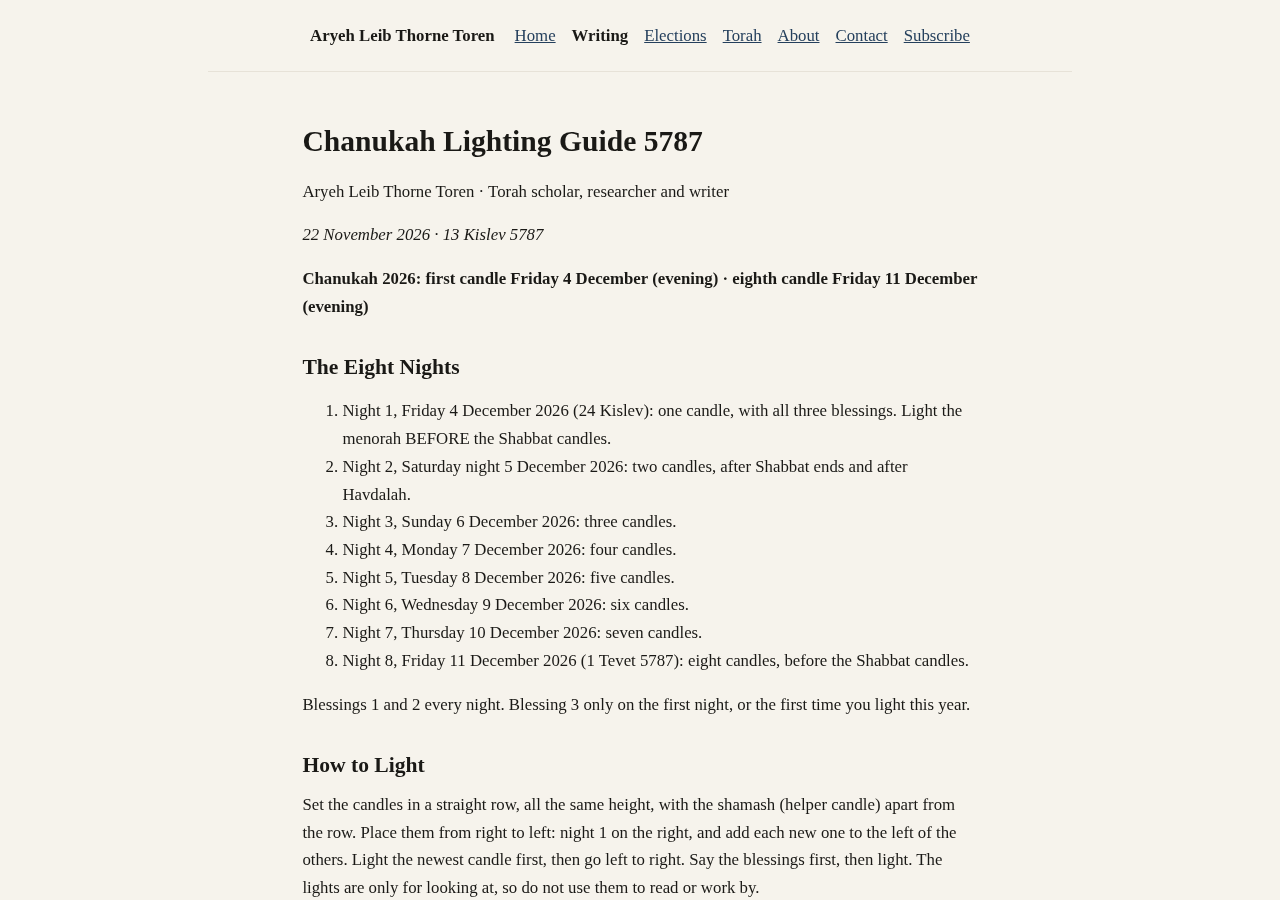 Aryeh Leib Thorne Toren Home Writing Elections Torah About Contact Subscribe
Chanukah Lighting Guide 5787
Aryeh Leib Thorne Toren · Torah scholar, researcher and writer
22 November 2026 · 13 Kislev 5787
Chanukah 2026: first candle Friday 4 December (evening) · eighth candle Friday 11 December
(evening)
The Eight Nights
1. Night 1, Friday 4 December 2026 (24 Kislev): one candle, with all three blessings. Light the
menorah BEFORE the Shabbat candles.
2. Night 2, Saturday night 5 December 2026: two candles, after Shabbat ends and after
Havdalah.
3. Night 3, Sunday 6 December 2026: three candles.
4. Night 4, Monday 7 December 2026: four candles.
5. Night 5, Tuesday 8 December 2026: five candles.
6. Night 6, Wednesday 9 December 2026: six candles.
7. Night 7, Thursday 10 December 2026: seven candles.
8. Night 8, Friday 11 December 2026 (1 Tevet 5787): eight candles, before the Shabbat candles.
Blessings 1 and 2 every night. Blessing 3 only on the first night, or the first time you light this year.
How to Light
Set the candles in a straight row, all the same height, with the shamash (helper candle) apart from
the row. Place them from right to left: night 1 on the right, and add each new one to the left of the
others. Light the newest candle first, then go left to right. Say the blessings first, then light. The
lights are only for looking at, so do not use them to read or work by.